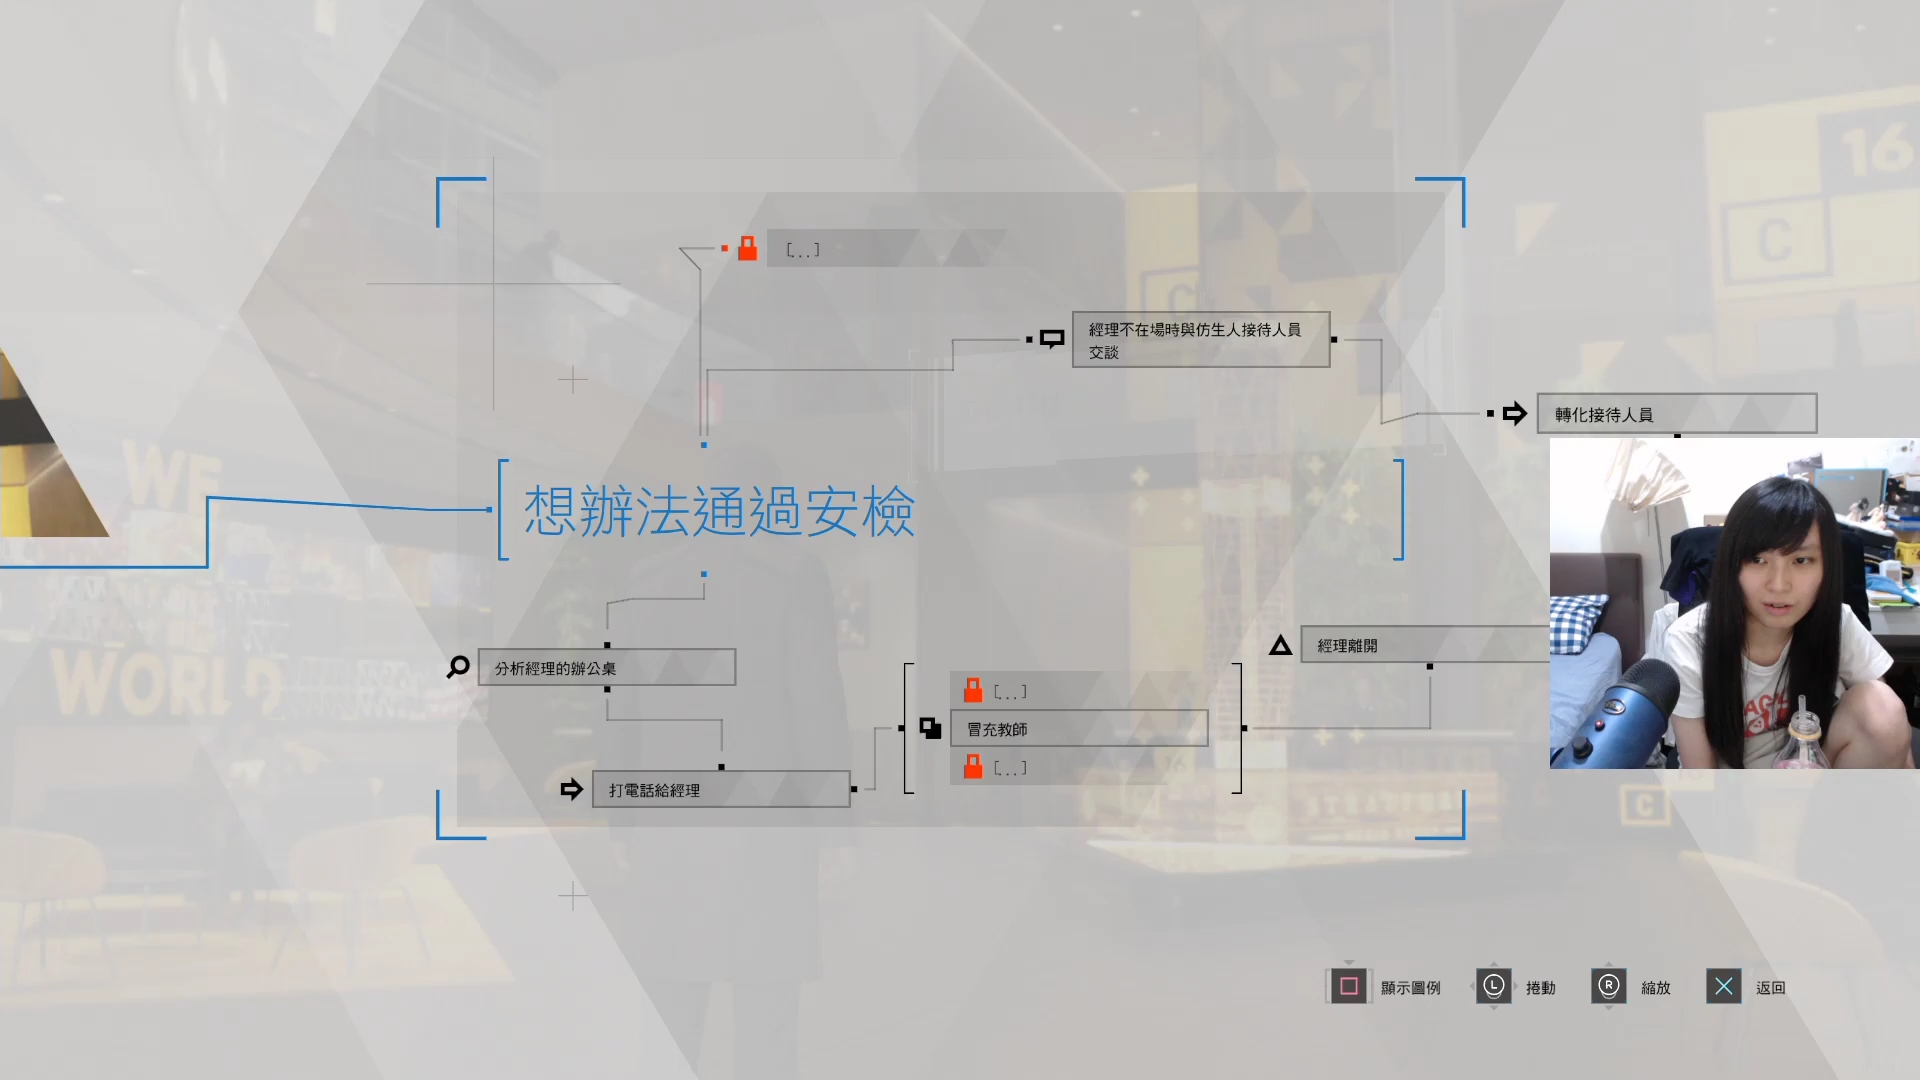 16
C
C
[...]
經理不在場時與仿生人接待人員
交談
轉化接待人員
WE
想辦法通過安檢
經理離開
分析經理的辦公桌
WORLD
[...]
冒充教師
[...]
打電話給經理
C
顯示圖例
L
捲動
R
縮放
返回